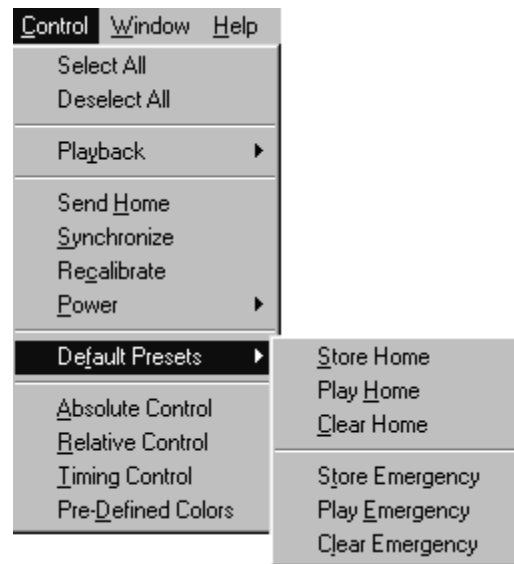 Control Window Help
Select All
Deselect All
Playback
Send Home
Synchronize
Recalibrate
Power
Default Presets
Store Home
Play Home
Clear Home
Absolute Control
Relative Control
Timing Control
Pre-Defined Colors
Store Emergency
Play Emergency
Clear Emergency